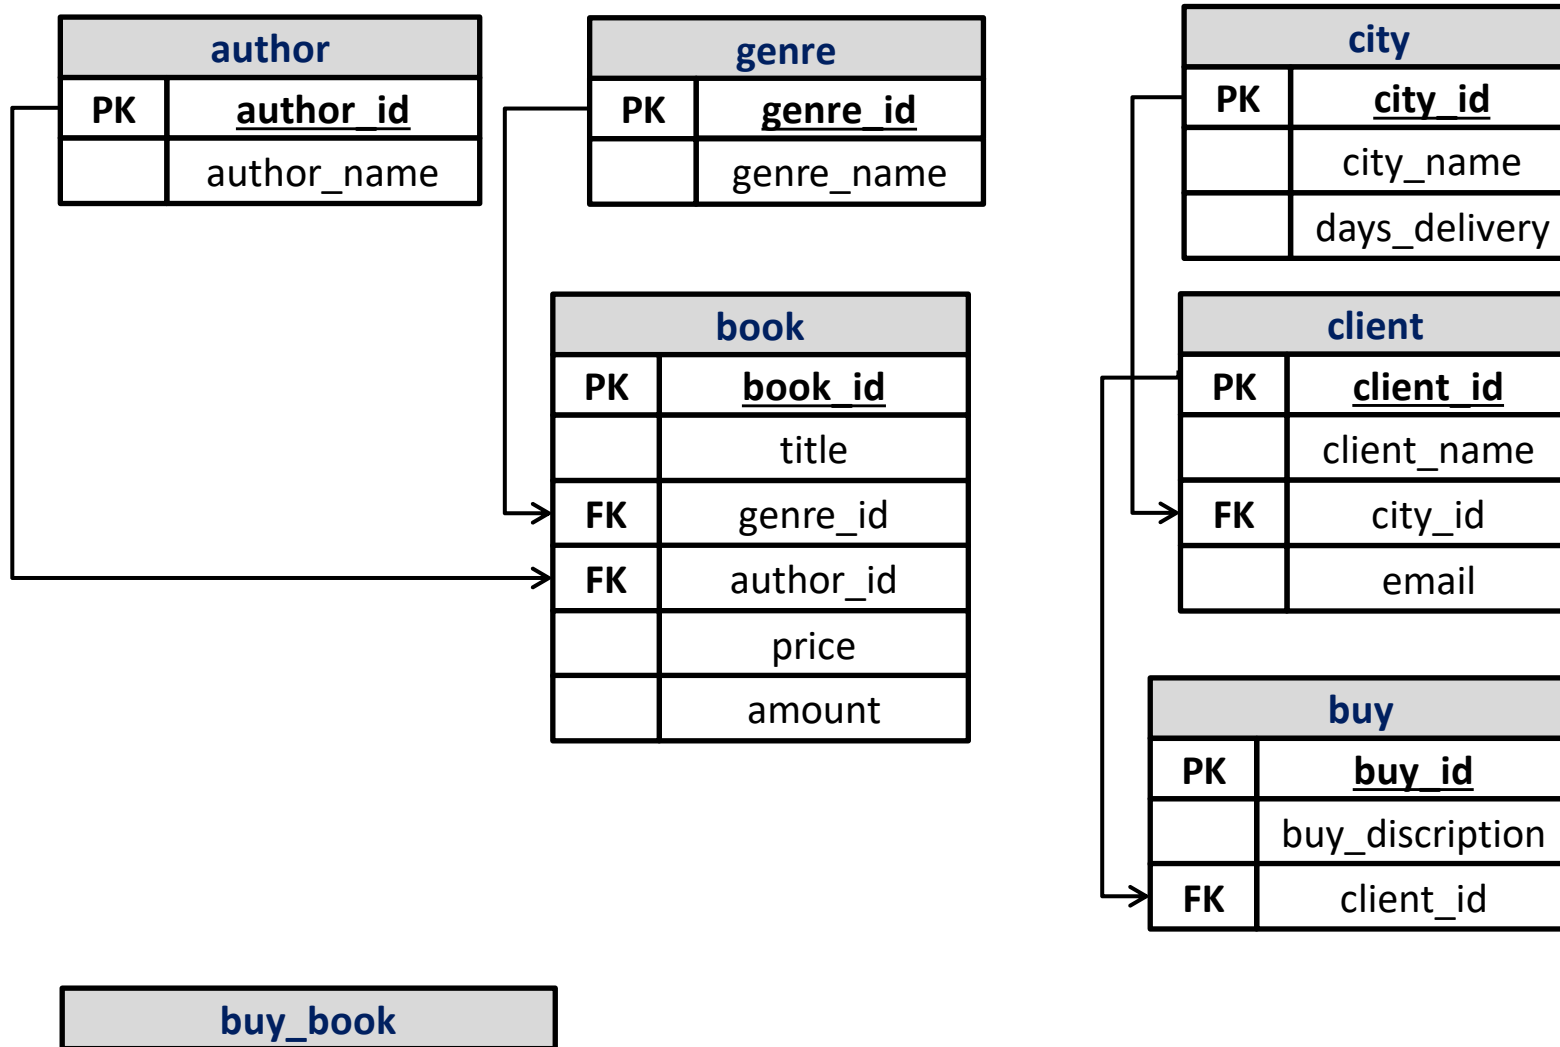 author
PK author_id
author_name
genre
PK genre_id
genre_name
city
PK city_id
city_name
days_delivery
book
PK book_id
title
FK genre_id
FK author_id
price
amount
client
PK client_id
client_name
FK city_id
email
buy
PK buy_id
buy_discription
FK client_id
buy_book